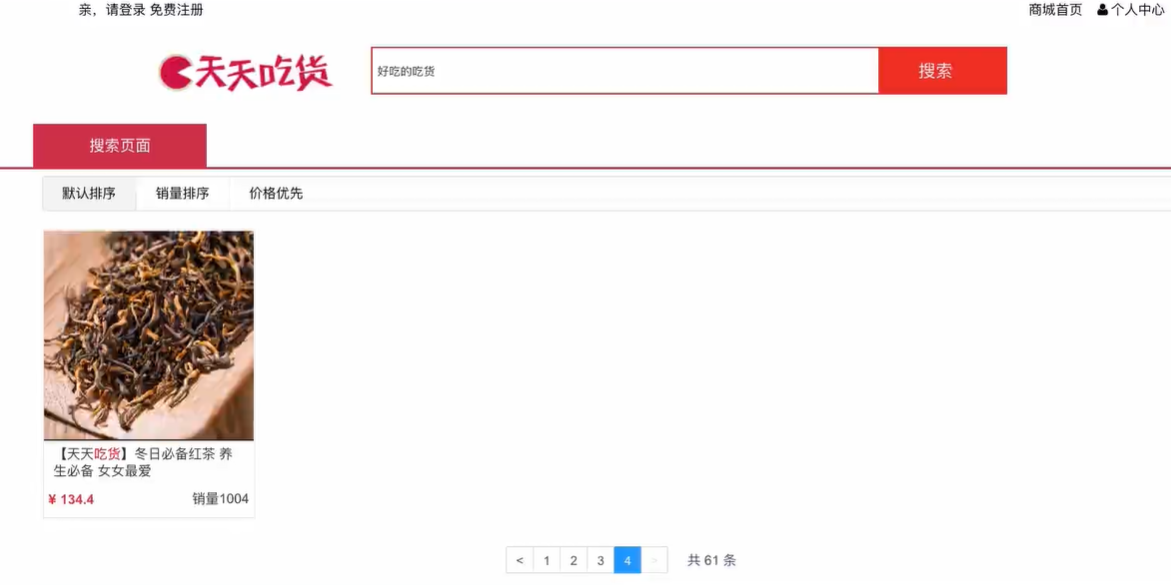 亲，请登录 免费注册
商城首页 个人中心
天天吃货
好吃的吃货 搜索
搜索页面
默认排序 销量排序 价格优先
【天天吃货】冬日必备红茶 养
生必备 女女最爱
¥ 134.4 销量1004
< 1 2 3 4 > 共 61 条